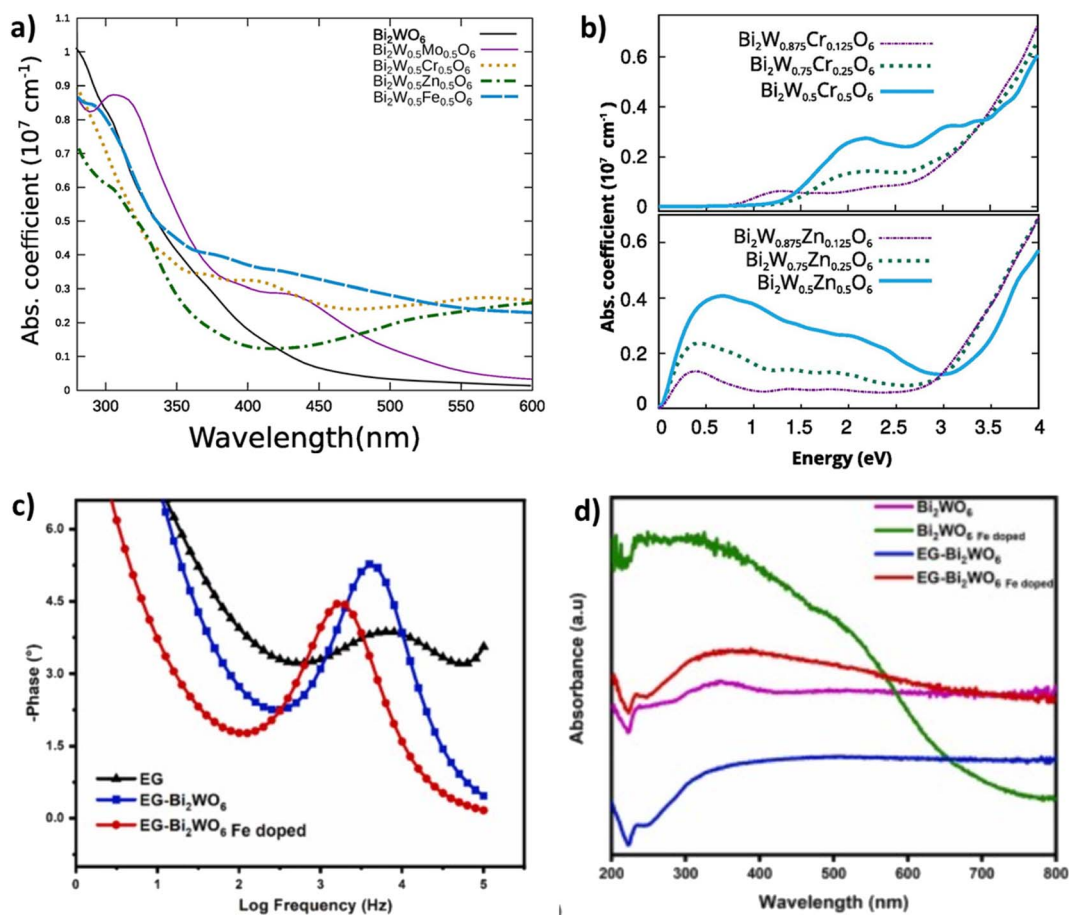 a)
1.1
1
0.9
0.8
0.7
0.6
0.5
0.4
0.3
0.2
0.1
0
Abs. coefficient (10⁷ cm⁻¹)
Bi₂WO₆
Bi₂W₀.₅Mo₀.₅O₆
Bi₂W₀.₅Cr₀.₅O₆
Bi₂W₀.₅Zn₀.₅O₆
Bi₂W₀.₅Fe₀.₅O₆
300 350 400 450 500 550 600
Wavelength(nm)
b)
0.6
0.4
0.2
0
Bi₂W₀.₈₇₅Cr₀.₁₂₅O₆
Bi₂W₀.₇₅Cr₀.₂₅O₆
Bi₂W₀.₅Cr₀.₅O₆
Abs. coefficient (10⁷ cm⁻¹)
0.6
0.4
0.2
0
Bi₂W₀.₈₇₅Zn₀.₁₂₅O₆
Bi₂W₀.₇₅Zn₀.₂₅O₆
Bi₂W₀.₅Zn₀.₅O₆
0 0.5 1 1.5 2 2.5 3 3.5 4
Energy (eV)
c)
6.0
4.5
3.0
1.5
0.0
-Phase (°)
EG
EG-Bi₂WO₆
EG-Bi₂WO₆ Fe doped
0 1 2 3 4 5
Log Frequency (Hz)
d)
Absorbance (a.u)
Bi₂WO₆
Bi₂WO₆ Fe doped
EG-Bi₂WO₆
EG-Bi₂WO₆ Fe doped
200 300 400 500 600 700 800
Wavelength (nm)